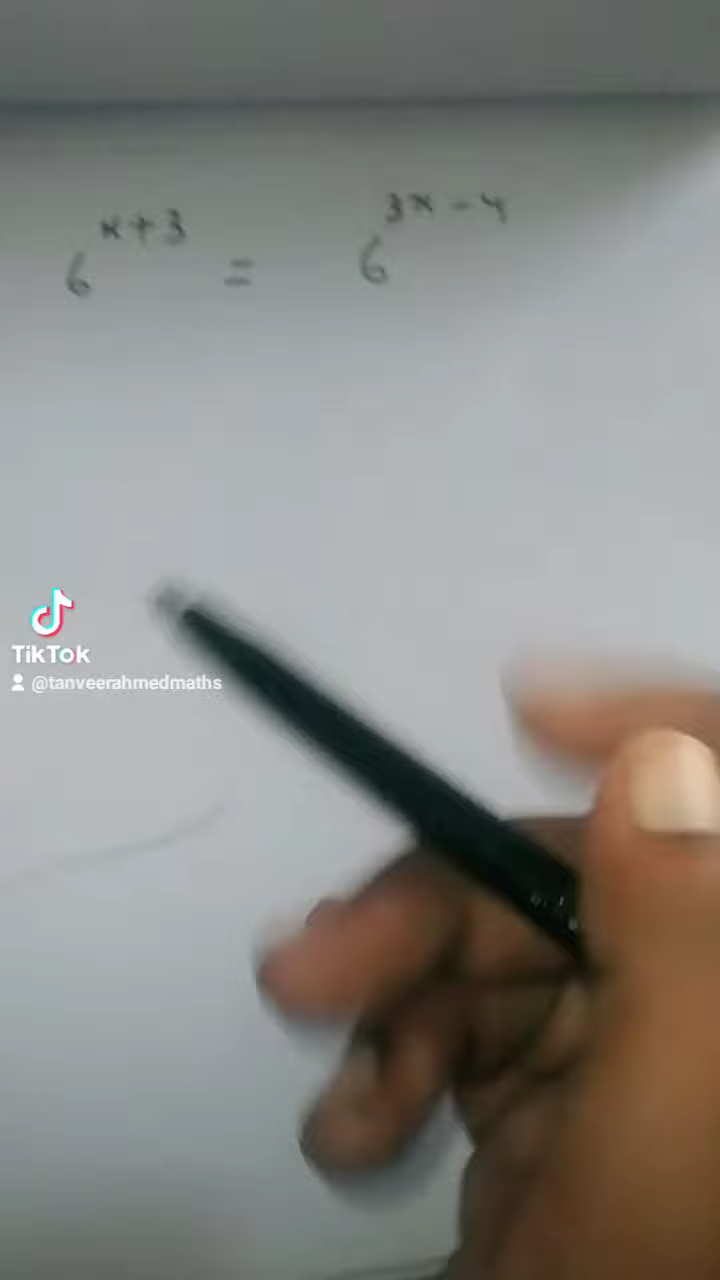 6^{x+3} = 6^{3x-4}
TikTok
@tanveerahmedmaths